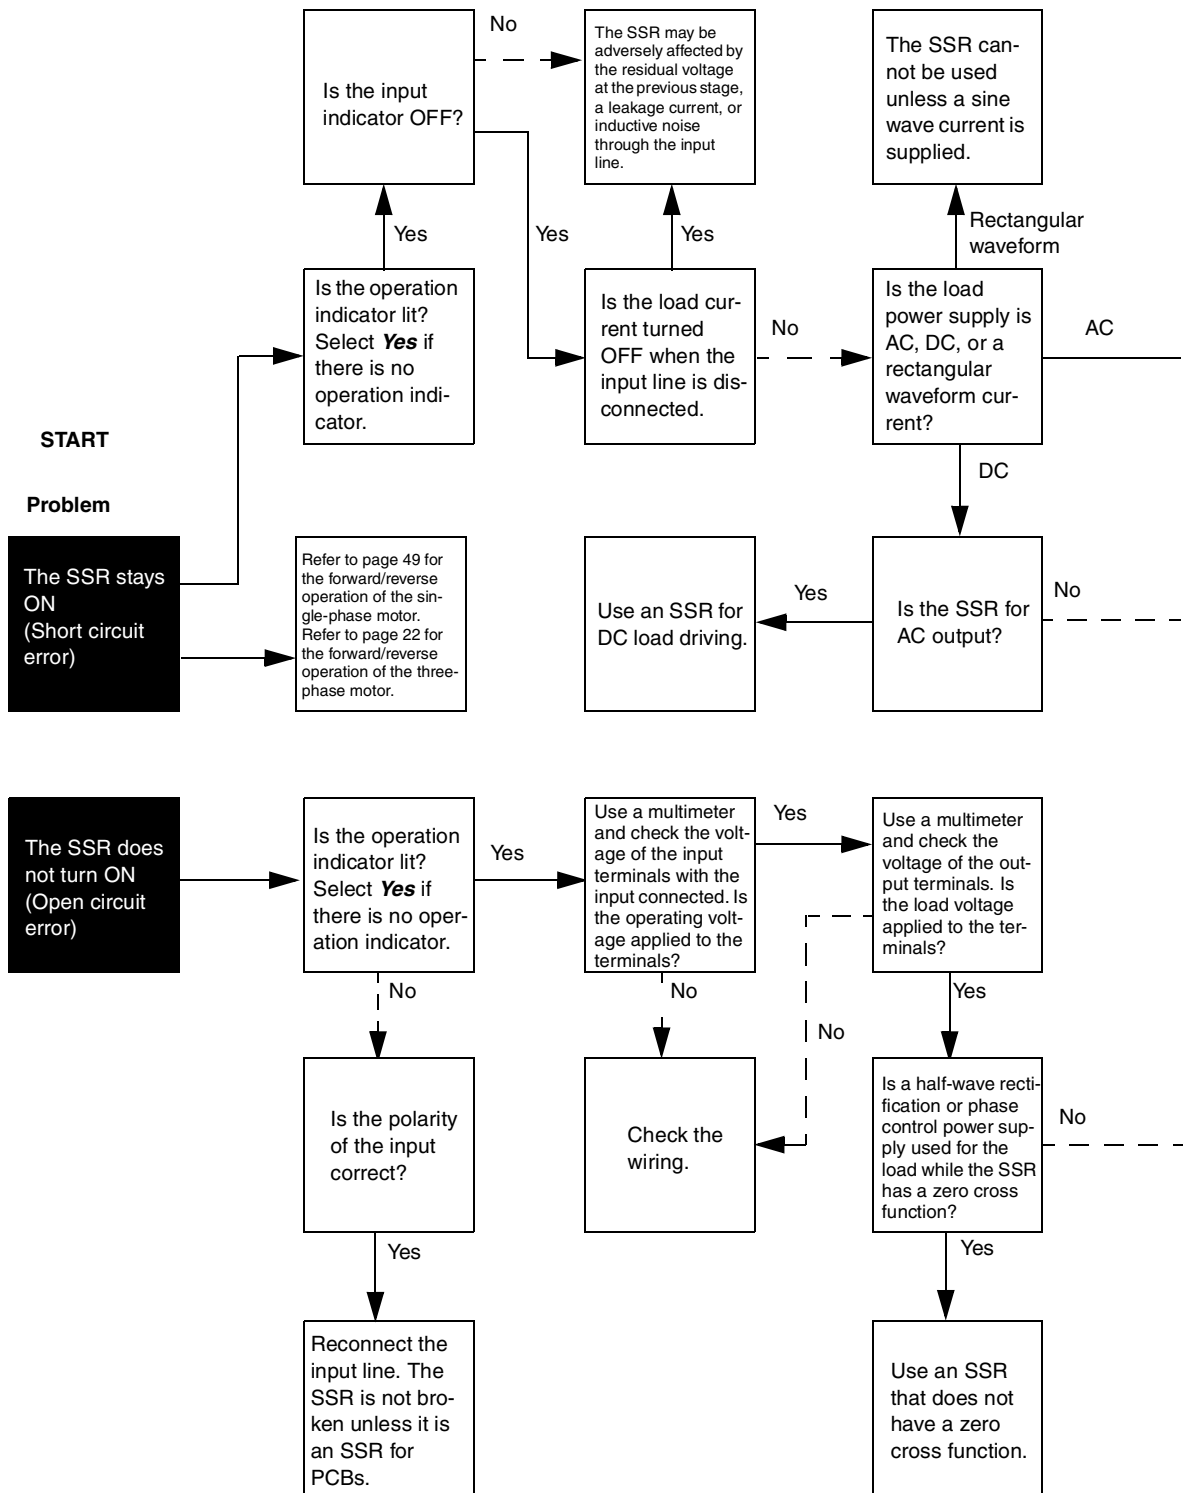 No
Is the input
indicator OFF?
The SSR may be
adversely affected by
the residual voltage
at the previous stage,
a leakage current, or
inductive noise
through the input
line.
The SSR can-
not be used
unless a sine
wave current is
supplied.
Yes
Yes
Yes
Rectangular
waveform
Is the operation
indicator lit?
Select Yes if
there is no
operation indi-
cator.
Is the load cur-
rent turned
OFF when the
input line is dis-
connected.
No
Is the load
power supply is
AC, DC, or a
rectangular
waveform cur-
rent?
AC
START
DC
Problem
The SSR stays
ON
(Short circuit
error)
Refer to page 49 for
the forward/reverse
operation of the sin-
gle-phase motor.
Refer to page 22 for
the forward/reverse
operation of the three-
phase motor.
Use an SSR for
DC load driving.
Yes
Is the SSR for
AC output?
No
The SSR does
not turn ON
(Open circuit
error)
Is the operation
indicator lit?
Select Yes if
there is no oper-
ation indicator.
Yes
Use a multimeter
and check the volt-
age of the input
terminals with the
input connected. Is
the operating volt-
age applied to the
terminals?
Yes
Use a multimeter
and check the
voltage of the out-
put terminals. Is
the load voltage
applied to the ter-
minals?
No
No
Yes
No
Is the polarity
of the input
correct?
Check the
wiring.
Is a half-wave recti-
fication or phase
control power sup-
ply used for the
load while the SSR
has a zero cross
function?
No
Yes
Yes
Reconnect the
input line. The
SSR is not bro-
ken unless it is
an SSR for
PCBs.
Use an SSR
that does not
have a zero
cross function.